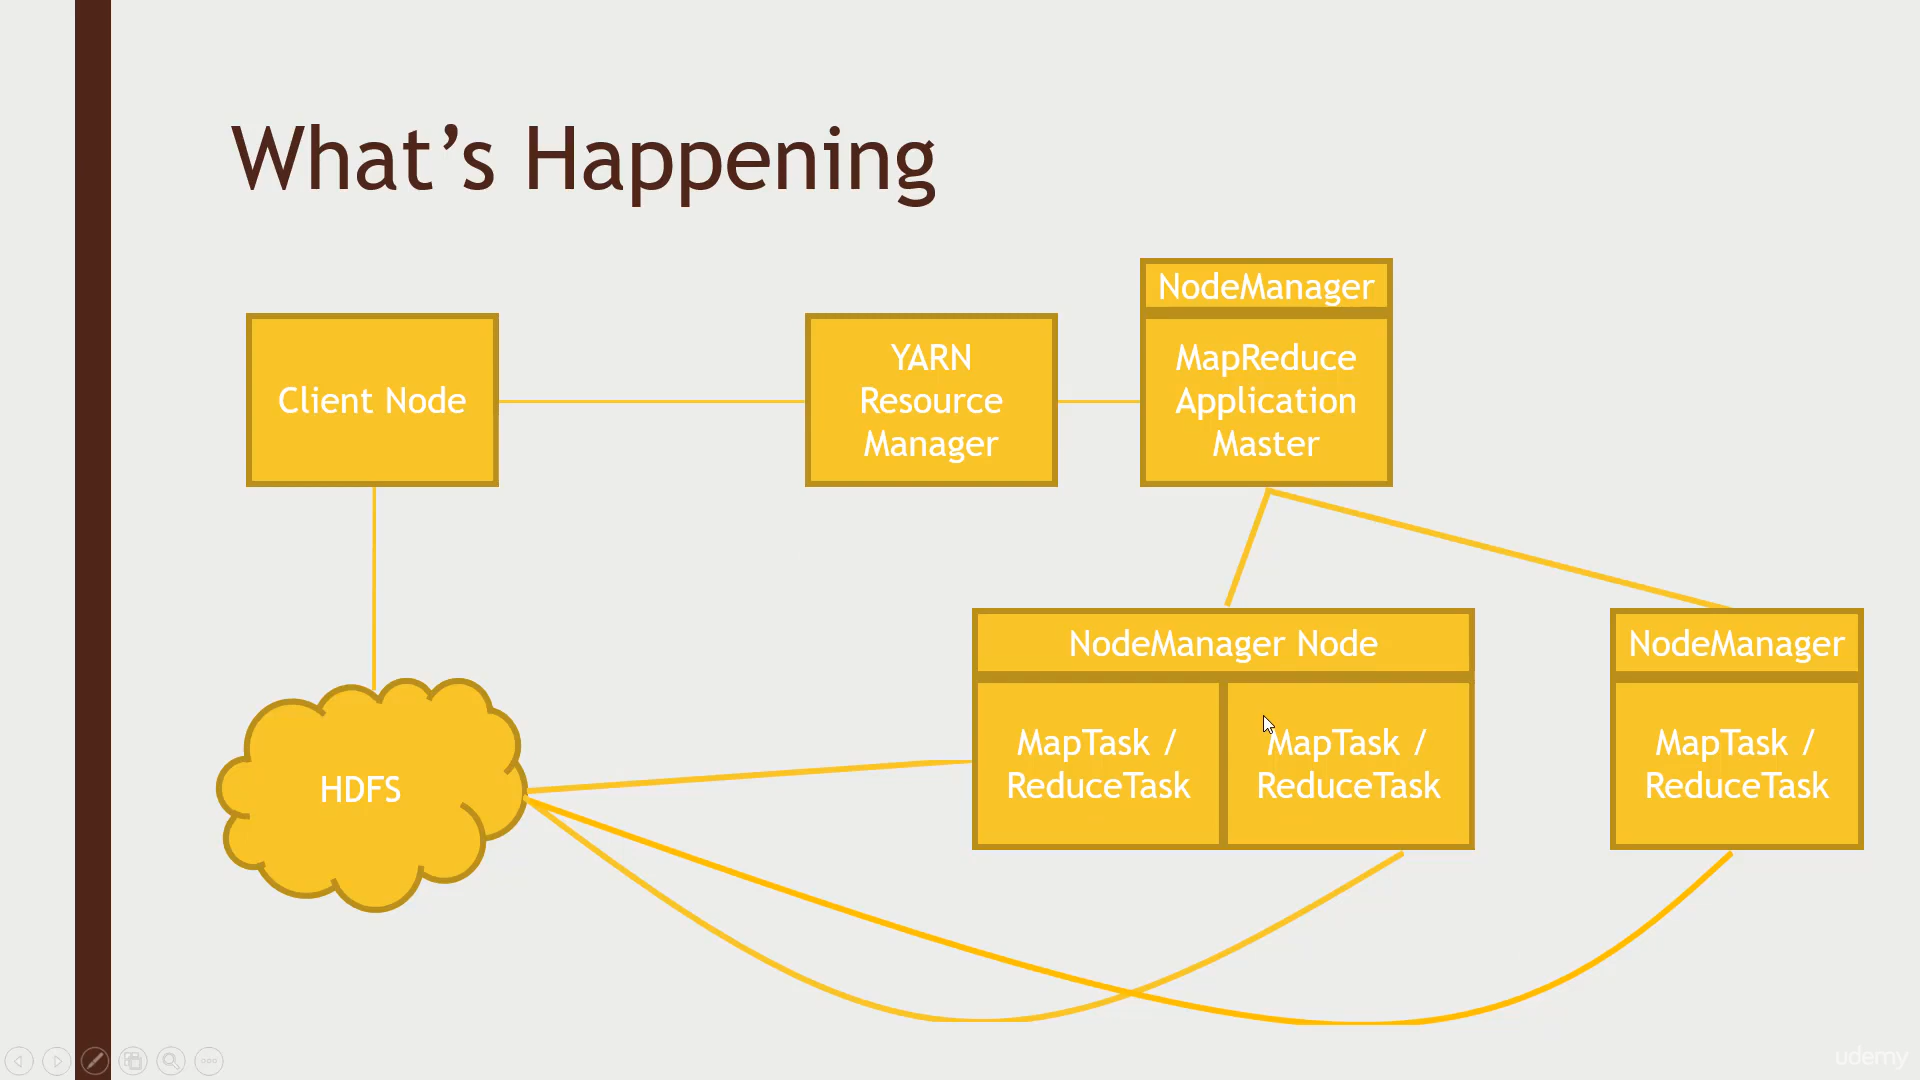 What’s Happening
NodeManager
Client Node
YARN
Resource
Manager
MapReduce
Application
Master
NodeManager Node
NodeManager
HDFS
MapTask /
ReduceTask
MapTask /
ReduceTask
MapTask /
ReduceTask
udemy